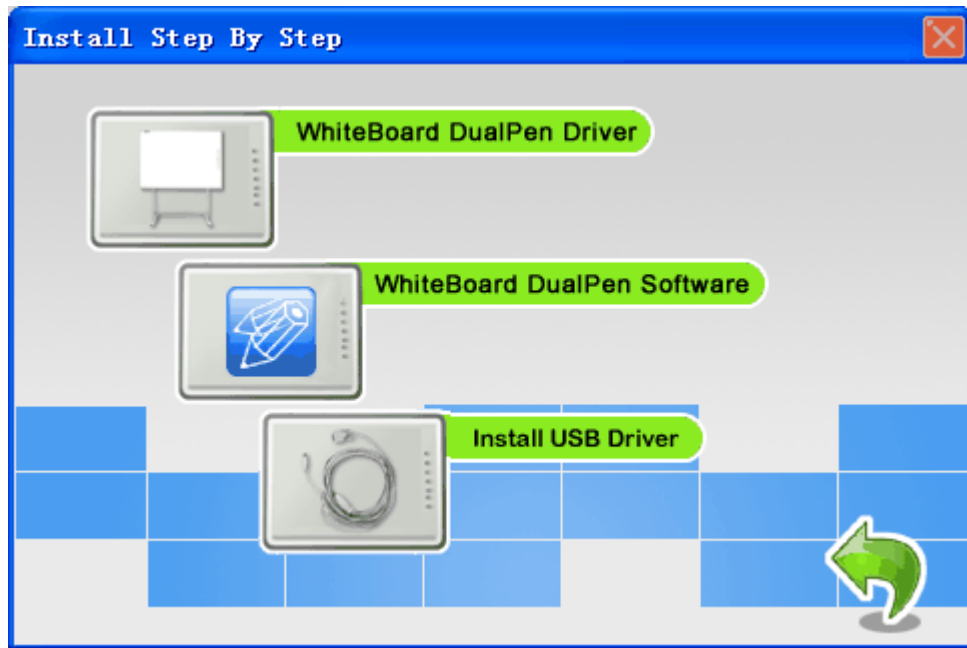 Install Step By Step
WhiteBoard DualPen Driver
WhiteBoard DualPen Software
Install USB Driver